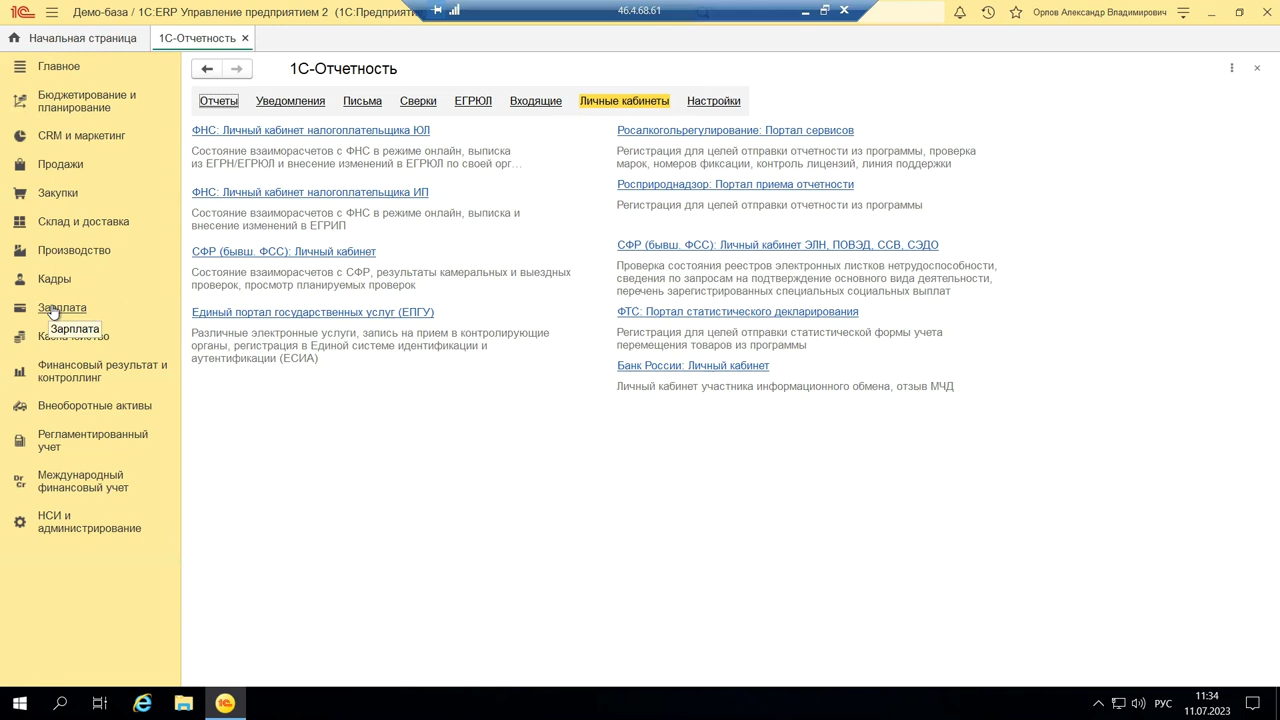 Демо-база / 1С:ERP Управление предприятием 2 (1С:Предприяти
46.4.68.61
Орлов Александр Владимирович
Начальная страница
1С-Отчетность
Главное
Бюджетирование и
планирование
CRM и маркетинг
Продажи
Закупки
Склад и доставка
Производство
Кадры
Зарплата
Зарплата
Финансовый результат и
контроллинг
Внеоборотные активы
Регламентированный
учет
Международный
финансовый учет
НСИ и
администрирование
1С-Отчетность
Отчеты Уведомления Письма Сверки ЕГРЮЛ Входящие Личные кабинеты Настройки
ФНС: Личный кабинет налогоплательщика ЮЛ
Состояние взаиморасчетов с ФНС в режиме онлайн, выписка
из ЕГРН/ЕГРЮЛ и внесение изменений в ЕГРЮЛ по своей орг...
ФНС: Личный кабинет налогоплательщика ИП
Состояние взаиморасчетов с ФНС в режиме онлайн, выписка и
внесение изменений в ЕГРИП
СФР (бывш. ФСС): Личный кабинет
Состояние взаиморасчетов с СФР, результаты камеральных и выездных
проверок, просмотр планируемых проверок
Единый портал государственных услуг (ЕПГУ)
Различные электронные услуги, запись на прием в контролирующие
органы, регистрация в Единой системе идентификации и
аутентификации (ЕСИА)
Росалкогольрегулирование: Портал сервисов
Регистрация для целей отправки отчетности из программы, проверка
марок, номеров фиксации, контроль лицензий, линия поддержки
Росприроднадзор: Портал приема отчетности
Регистрация для целей отправки отчетности из программы
СФР (бывш. ФСС): Личный кабинет ЭЛН, ПОВЭД, ССВ, СЭДО
Проверка состояния реестров электронных листков нетрудоспособности,
сведения по запросам на подтверждение основного вида деятельности,
перечень зарегистрированных специальных социальных выплат
ФТС: Портал статистического декларирования
Регистрация для целей отправки статистической формы учета
перемещения товаров из программы
Банк России: Личный кабинет
Личный кабинет участника информационного обмена, отзыв МЧД
РУС
11:34
11.07.2023